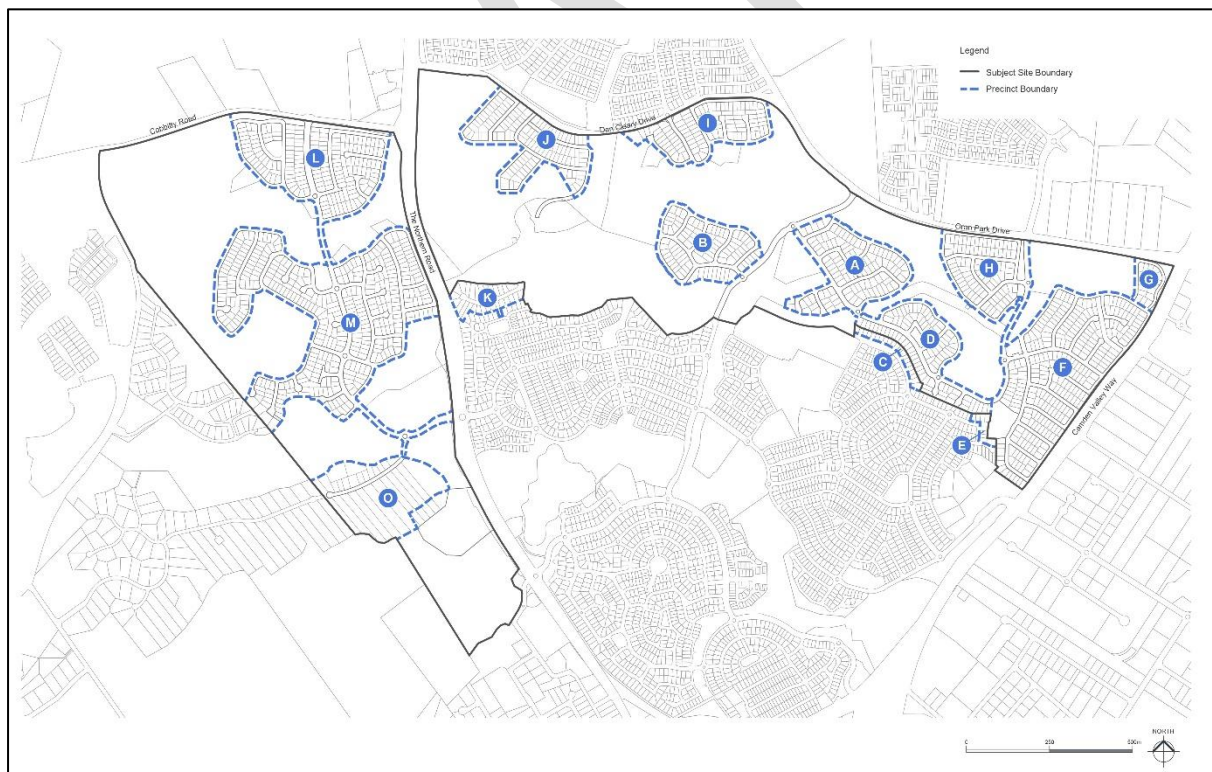 Legend
Subject Site Boundary
Precinct Boundary
Cobbitty Road
Dan Cleary Drive
The Northern Road
Oran Park Drive
Camden Valley Way
L
J
I
B
A
H
G
K
M
D
C
F
E
O
NORTH
0 250 500m